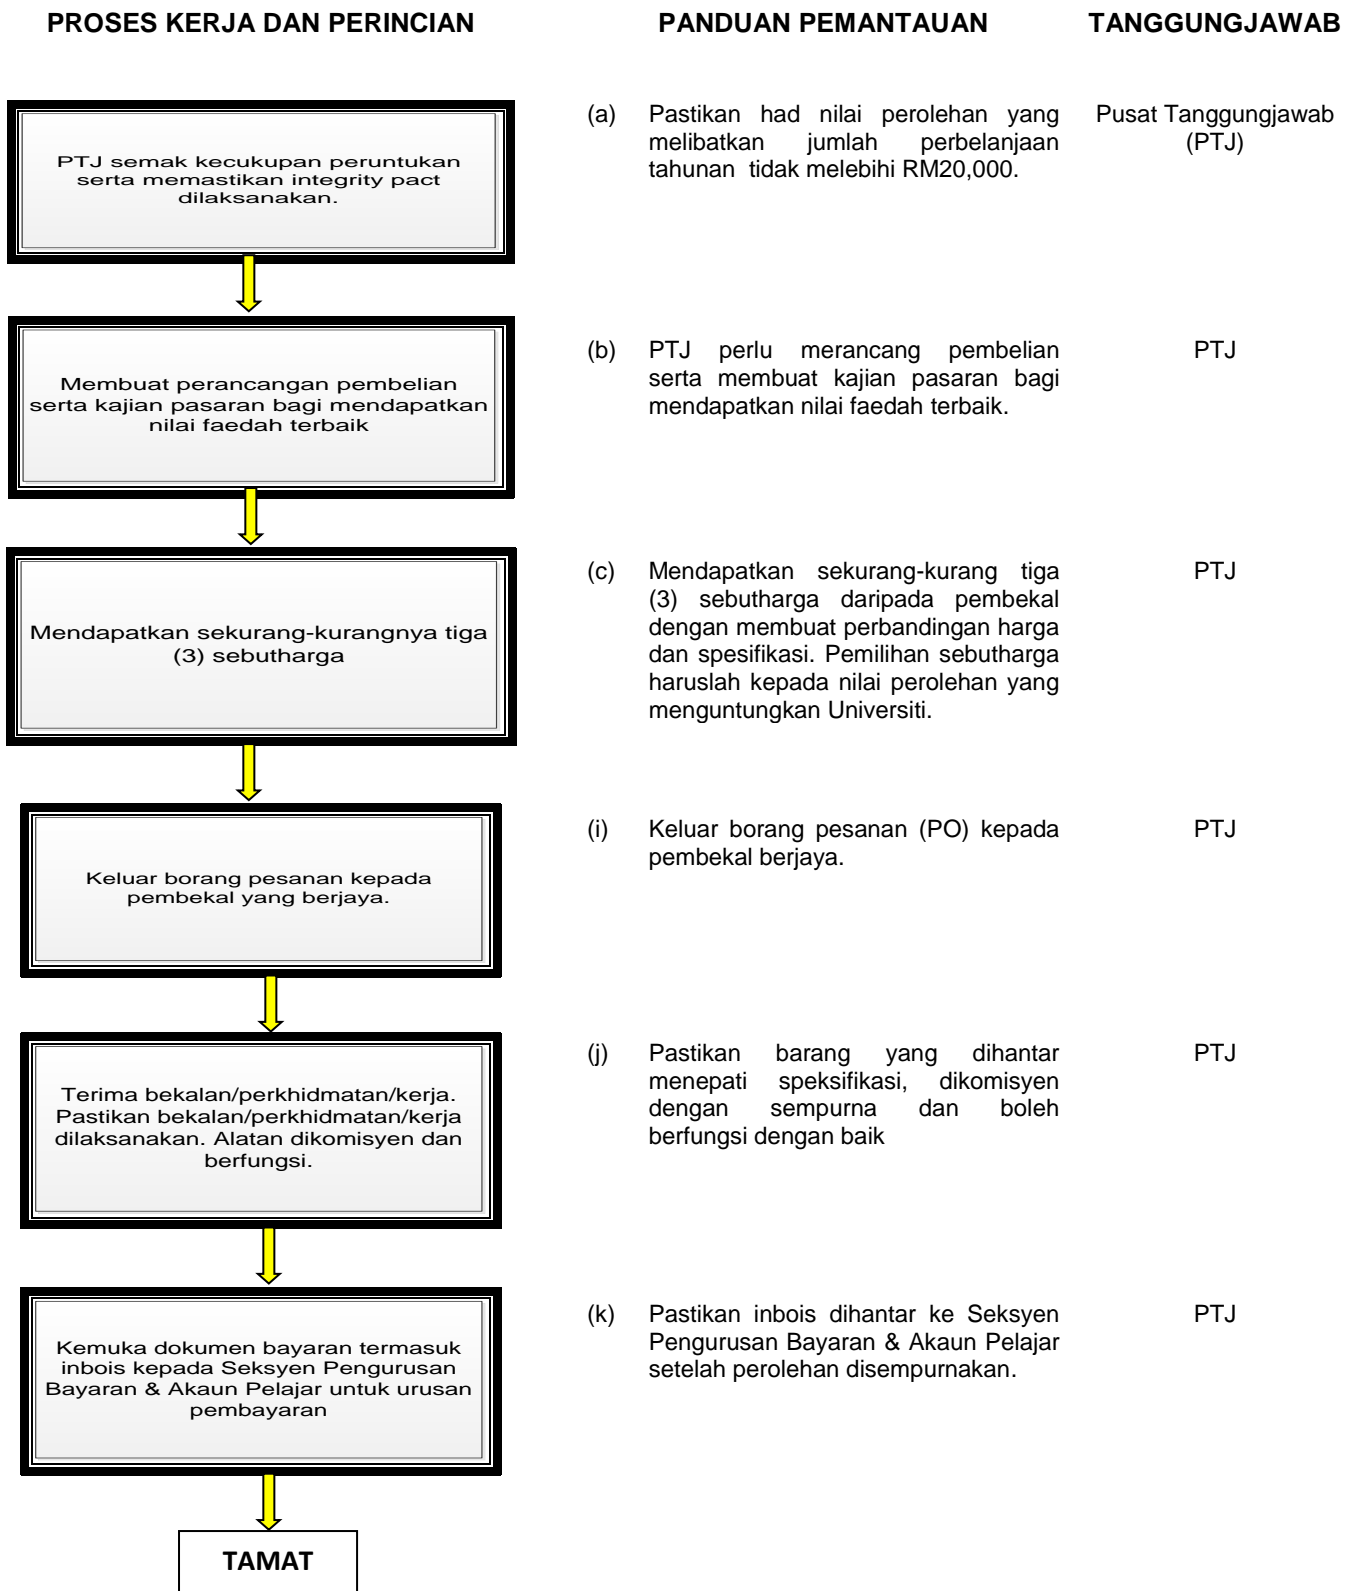 PROSES KERJA DAN PERINCIAN PANDUAN PEMANTAUAN TANGGUNGJAWAB
PTJ semak kecukupan peruntukan
serta memastikan integrity pact
dilaksanakan.
(a) Pastikan had nilai perolehan yang
melibatkan jumlah perbelanjaan
tahunan tidak melebihi RM20,000.
Pusat Tanggungjawab
(PTJ)
Membuat perancangan pembelian
serta kajian pasaran bagi mendapatkan
nilai faedah terbaik
(b) PTJ perlu merancang pembelian
serta membuat kajian pasaran bagi
mendapatkan nilai faedah terbaik.
PTJ
Mendapatkan sekurang-kurangnya tiga
(3) sebutharga
(c) Mendapatkan sekurang-kurang tiga
(3) sebutharga daripada pembekal
dengan membuat perbandingan harga
dan spesifikasi. Pemilihan sebutharga
haruslah kepada nilai perolehan yang
menguntungkan Universiti.
PTJ
Keluar borang pesanan kepada
pembekal yang berjaya.
(i) Keluar borang pesanan (PO) kepada
pembekal berjaya.
PTJ
Terima bekalan/perkhidmatan/kerja.
Pastikan bekalan/perkhidmatan/kerja
dilaksanakan. Alatan dikomisyen dan
berfungsi.
(j) Pastikan barang yang dihantar
menepati speksifikasi, dikomisyen
dengan sempurna dan boleh
berfungsi dengan baik
PTJ
Kemuka dokumen bayaran termasuk
inbois kepada Seksyen Pengurusan
Bayaran & Akaun Pelajar untuk urusan
pembayaran
(k) Pastikan inbois dihantar ke Seksyen
Pengurusan Bayaran & Akaun Pelajar
setelah perolehan disempurnakan.
PTJ
TAMAT